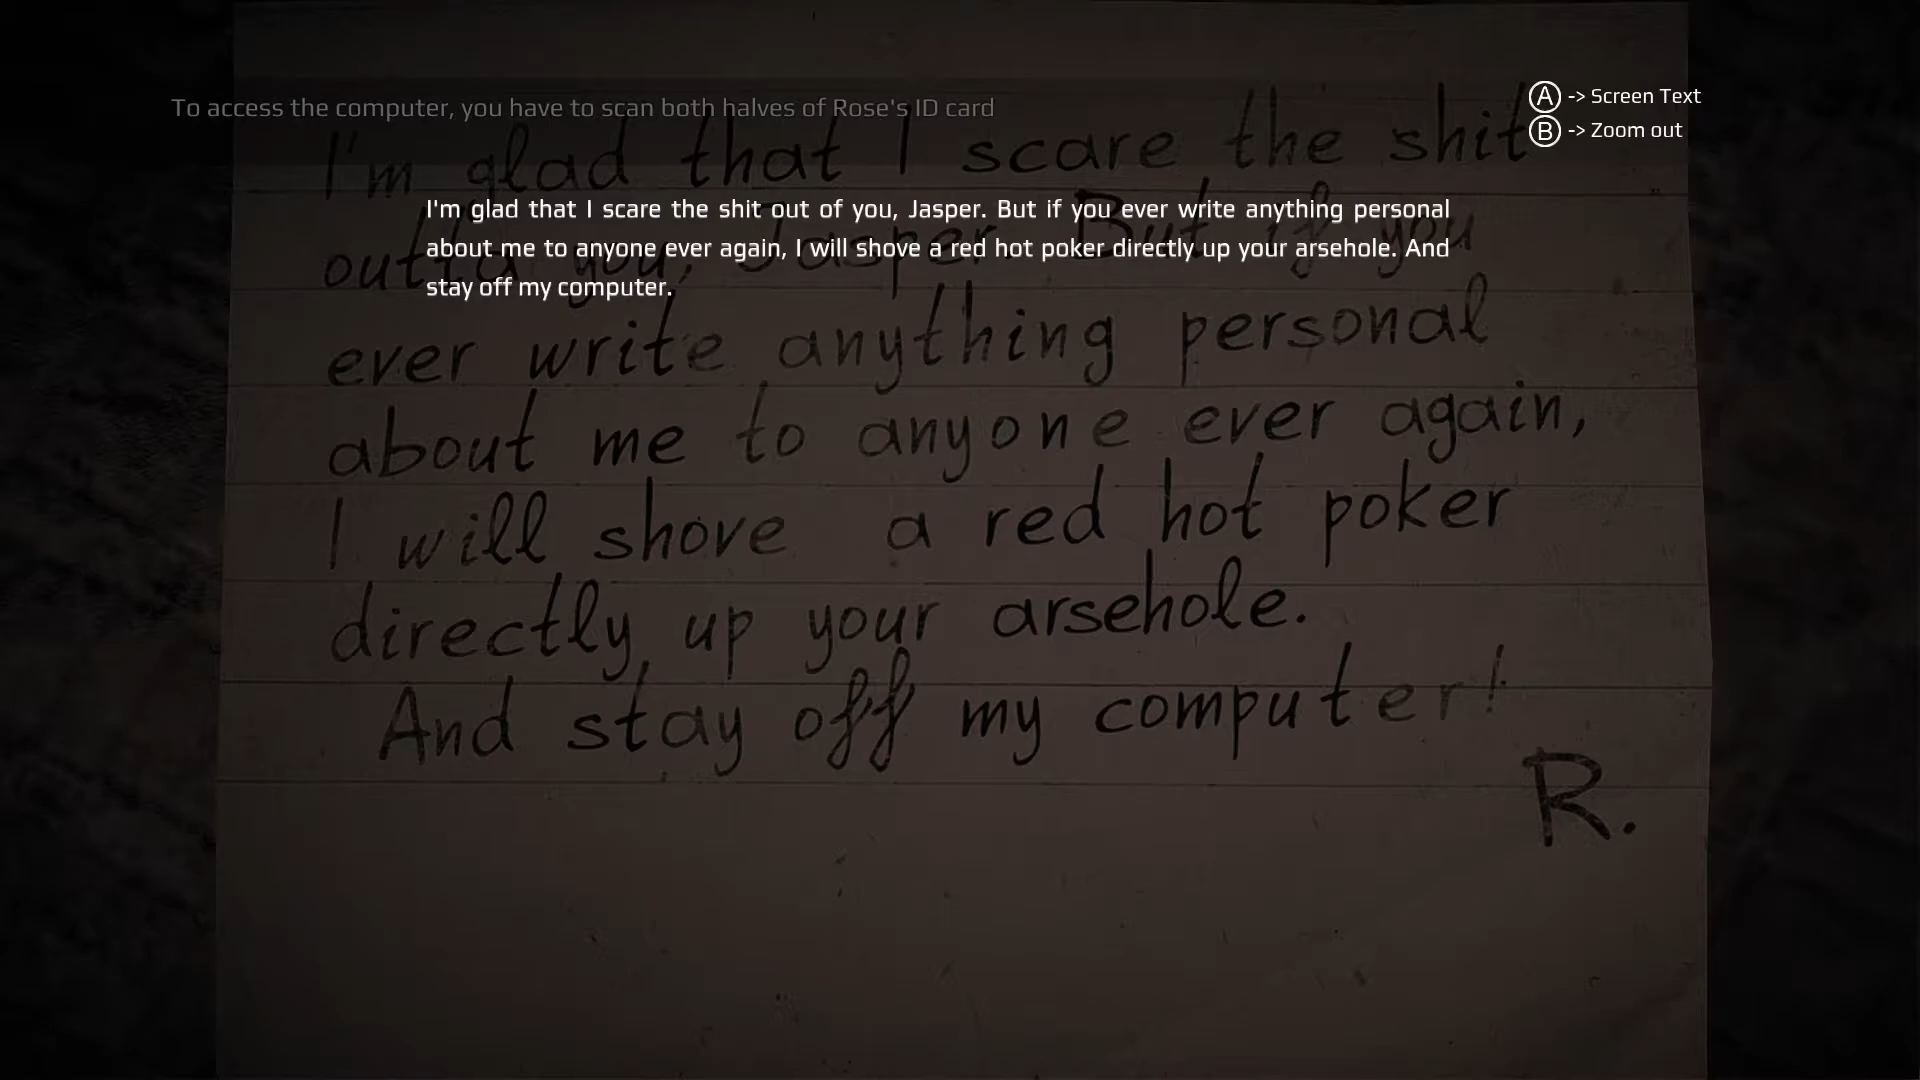 To access the computer, you have to scan both halves of Rose's ID card
Ⓐ -> Screen Text
Ⓑ -> Zoom out
I'm glad that I scare the shit out of you, Jasper. But if you ever write anything personal
about me to anyone ever again, I will shove a red hot poker directly up your arsehole. And
stay off my computer.
I'm glad that I scare the shit
outta you, Jasper. But if you
ever write anything personal
about me to anyone ever again,
I will shove a red hot poker
directly up your arsehole.
And stay off my computer!
R.